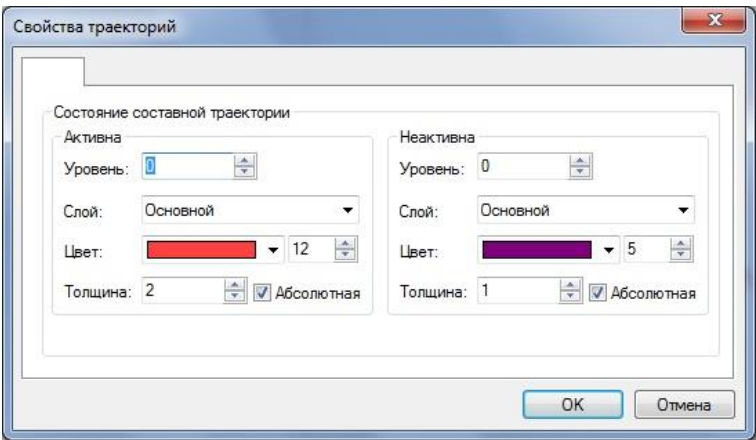 Свойства траекторий
Состояние составной траектории
Активна
Уровень: 0
Слой: Основной
Цвет: 12
Толщина: 2 Абсолютная
Неактивна
Уровень: 0
Слой: Основной
Цвет: 5
Толщина: 1 Абсолютная
OK Отмена